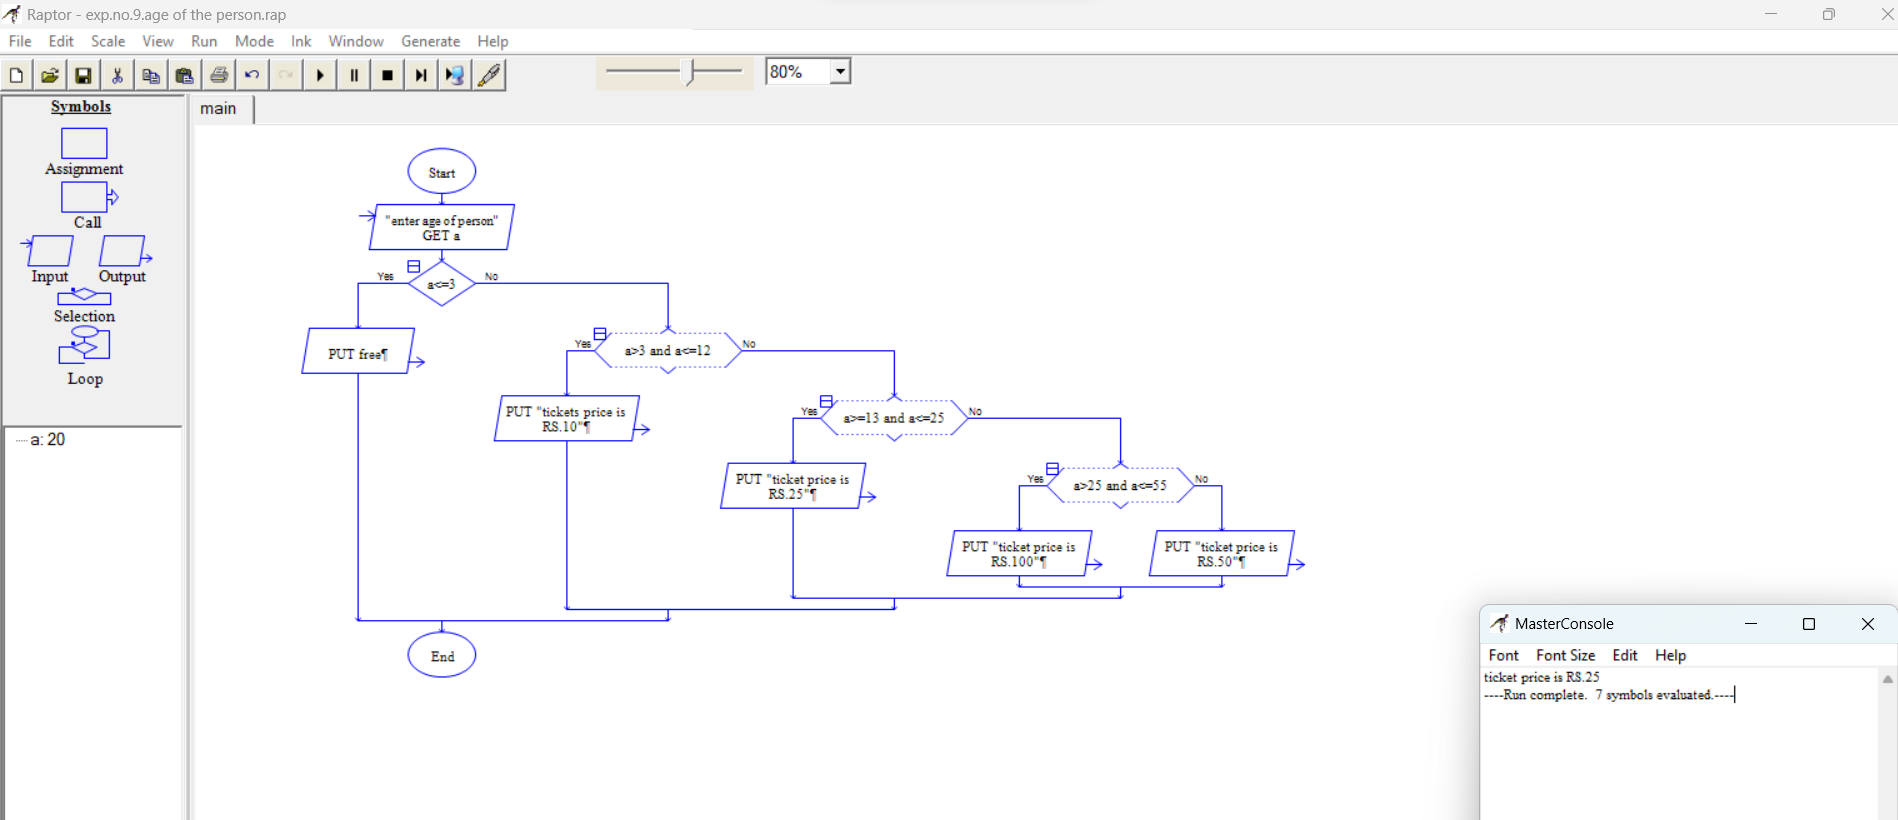 Raptor - exp.no.9.age of the person.rap
File Edit Scale View Run Mode Ink Window Generate Help
80%
Symbols
Assignment
Call
Input Output
Selection
Loop
a: 20
main
Start
"enter age of person"
GET a
Yes
a<=3
No
PUT free¶
Yes
a>3 and a<=12
No
PUT "tickets price is
RS.10"¶
Yes
a>=13 and a<=25
No
PUT "ticket price is
RS.25"¶
Yes
a>25 and a<=55
No
PUT "ticket price is
RS.100"¶
PUT "ticket price is
RS.50"¶
End
MasterConsole
Font Font Size Edit Help
ticket price is RS.25
----Run complete.  7 symbols evaluated.----